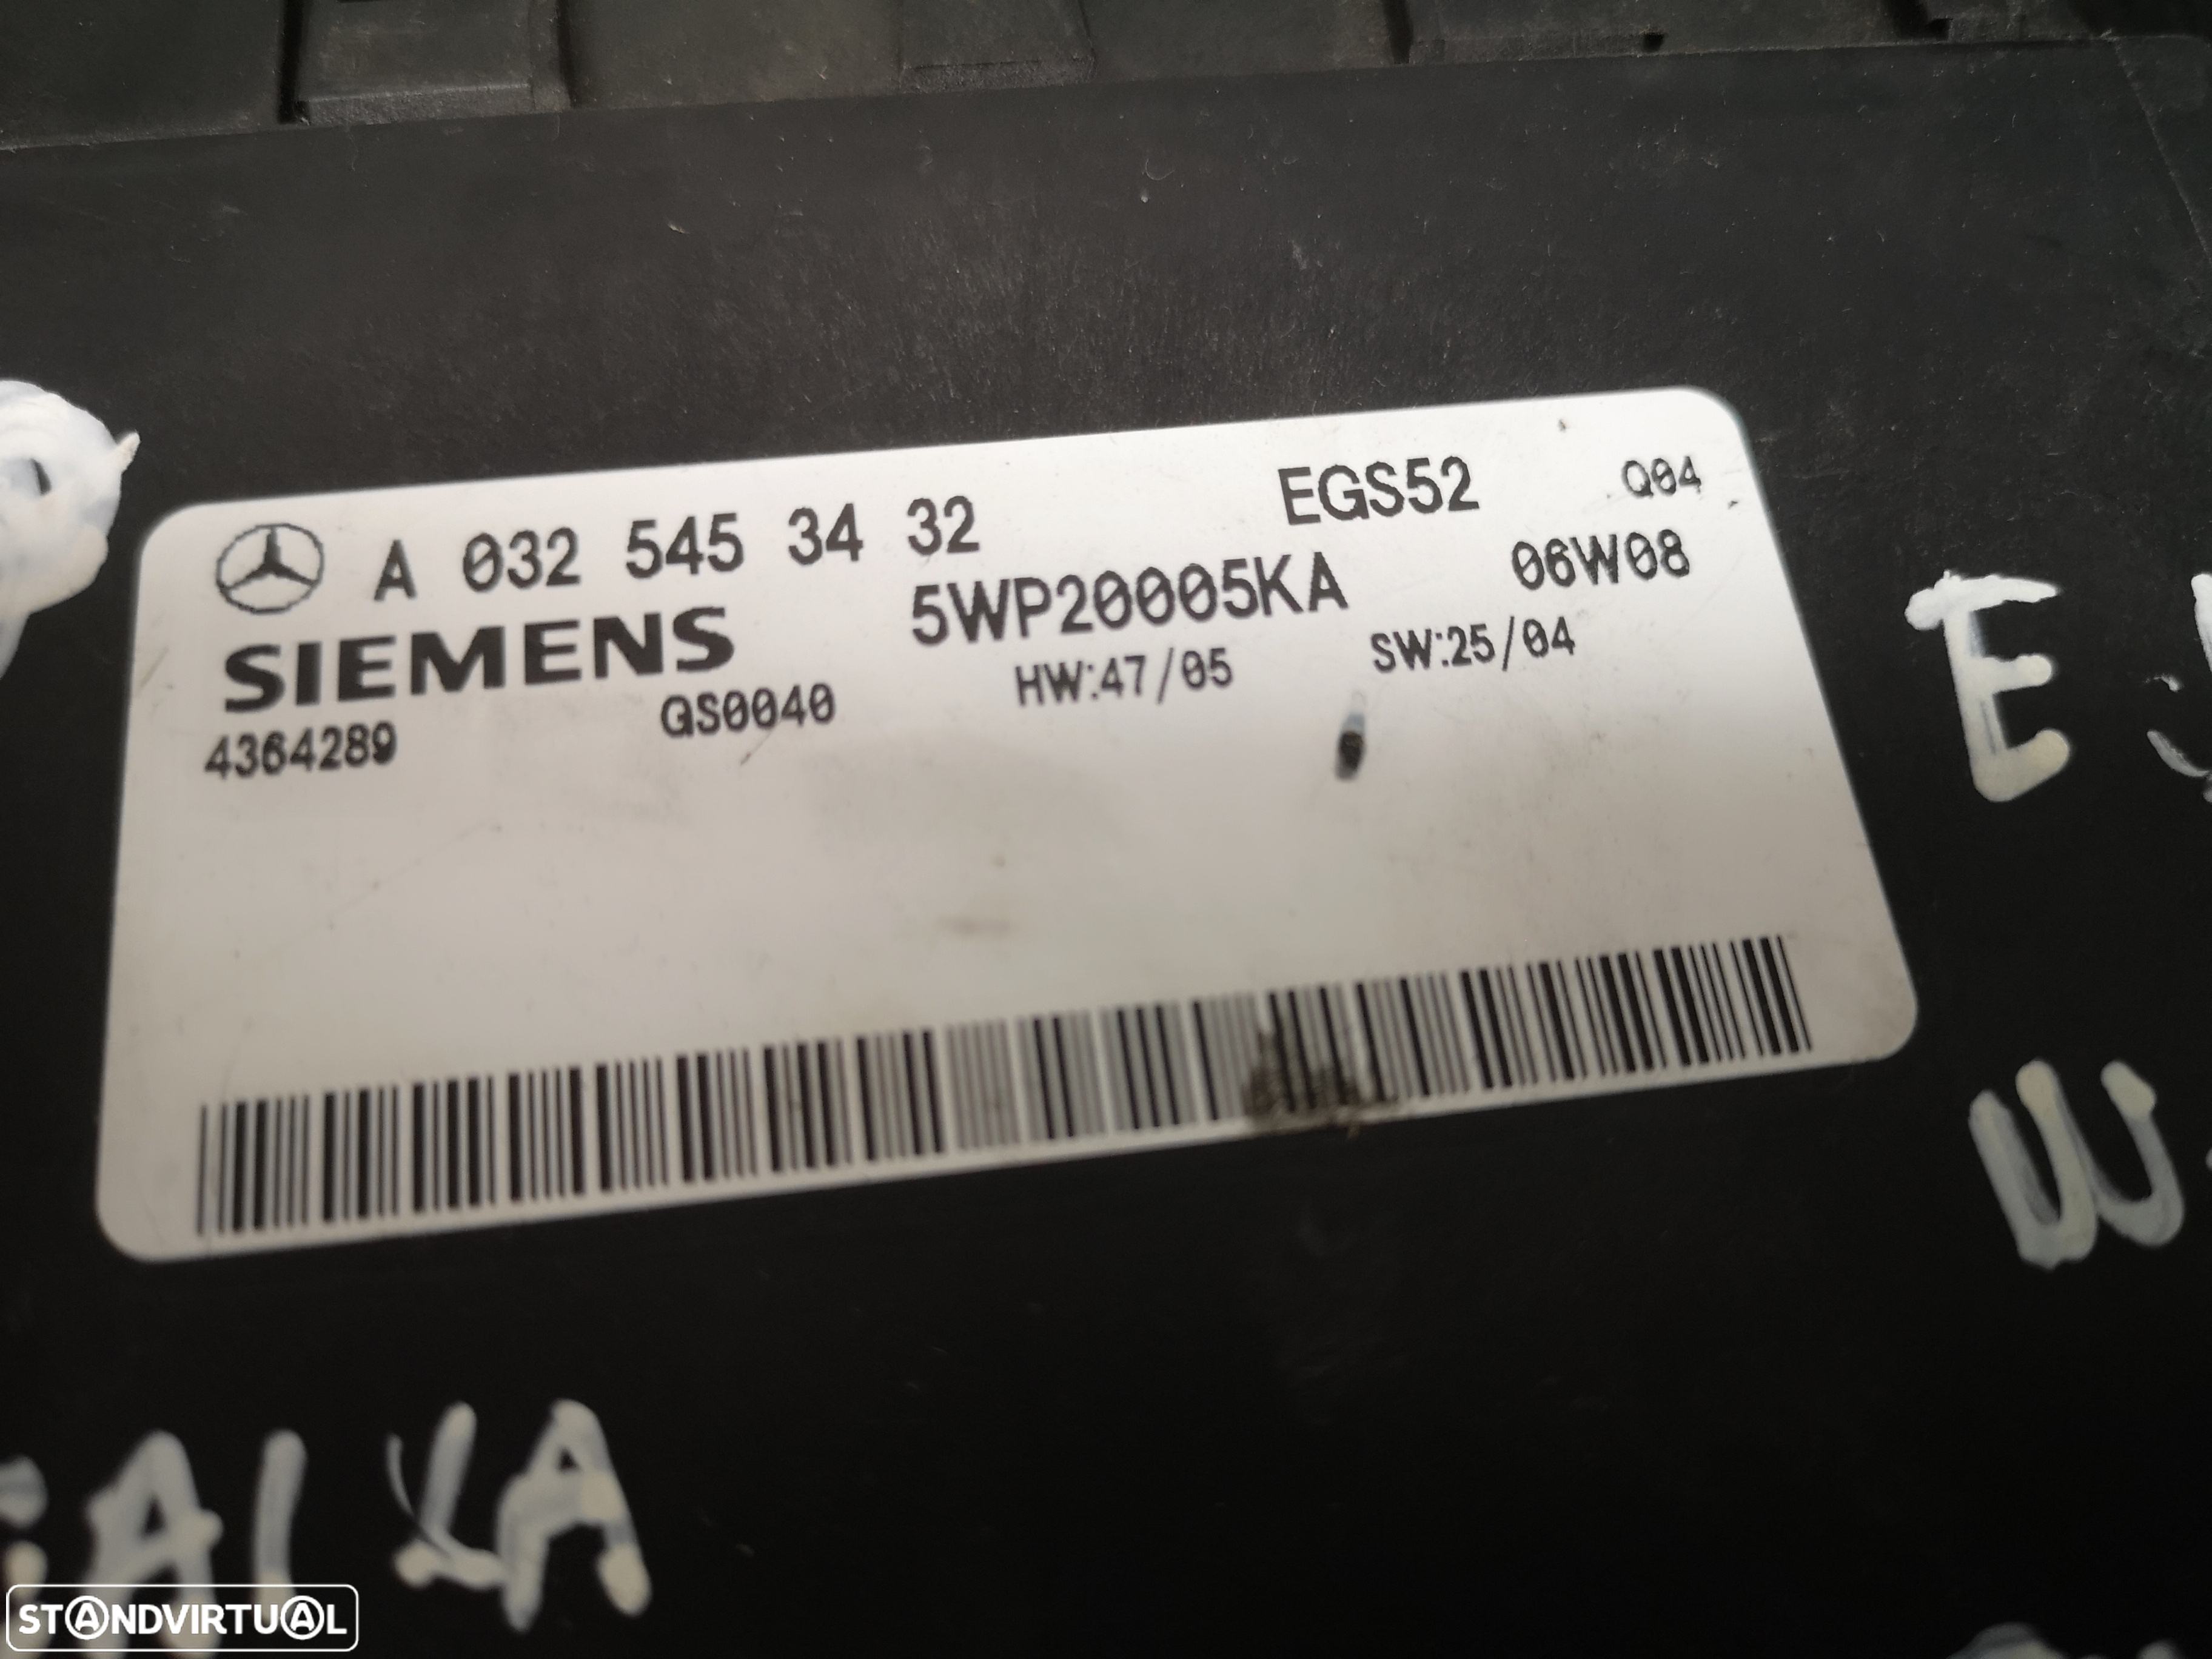 A 032 545 34 32 EGS52 Q04
SIEMENS 5WP20005KA 06W08
4364289 QS0040 HW:47/05 SW:25/04
E
W
STANDVIRTUAL